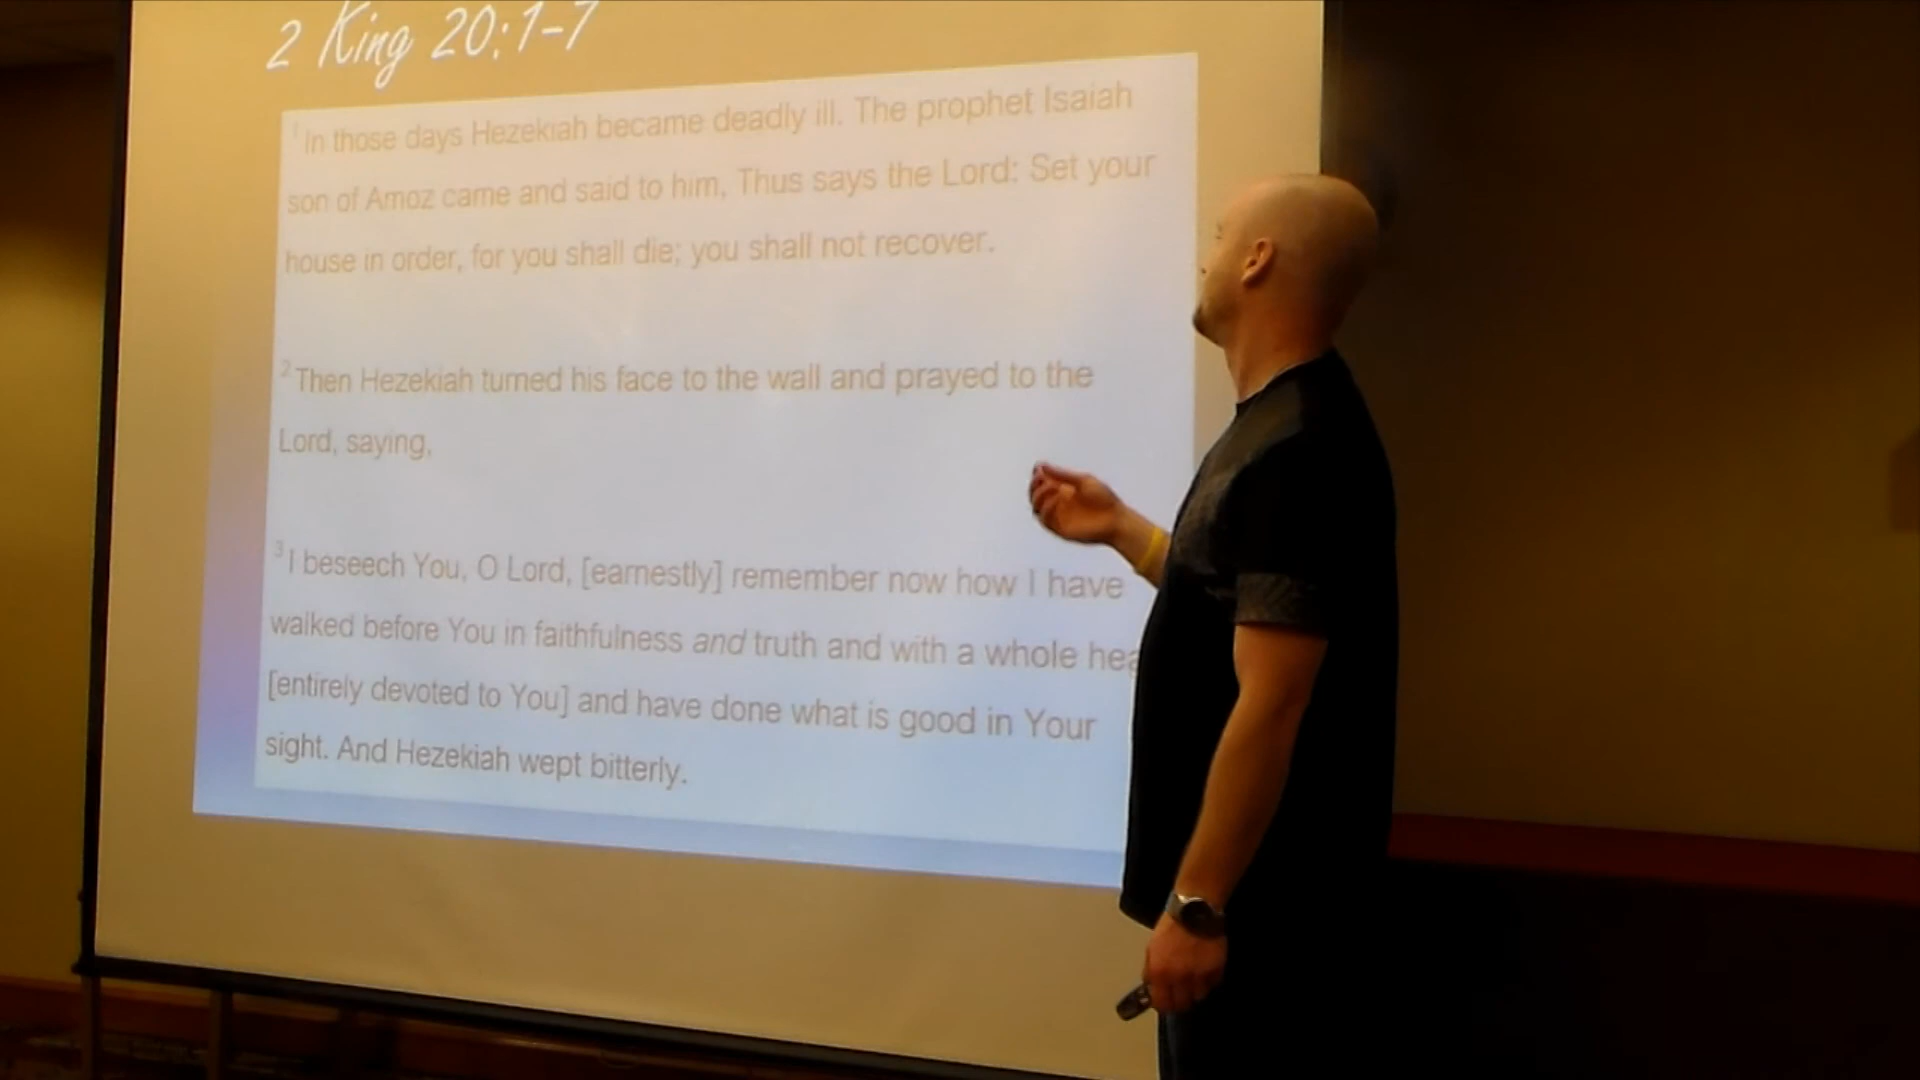 2 King 20:1-7
1 In those days Hezekiah became deadly ill. The prophet Isaiah
son of Amoz came and said to him, Thus says the Lord: Set your
house in order, for you shall die; you shall not recover.
2 Then Hezekiah turned his face to the wall and prayed to the
Lord, saying,
3 I beseech You, O Lord, [earnestly] remember now how I have
walked before You in faithfulness and truth and with a whole
[entirely devoted to You] and have done what is good in Your
sight. And Hezekiah wept bitterly.